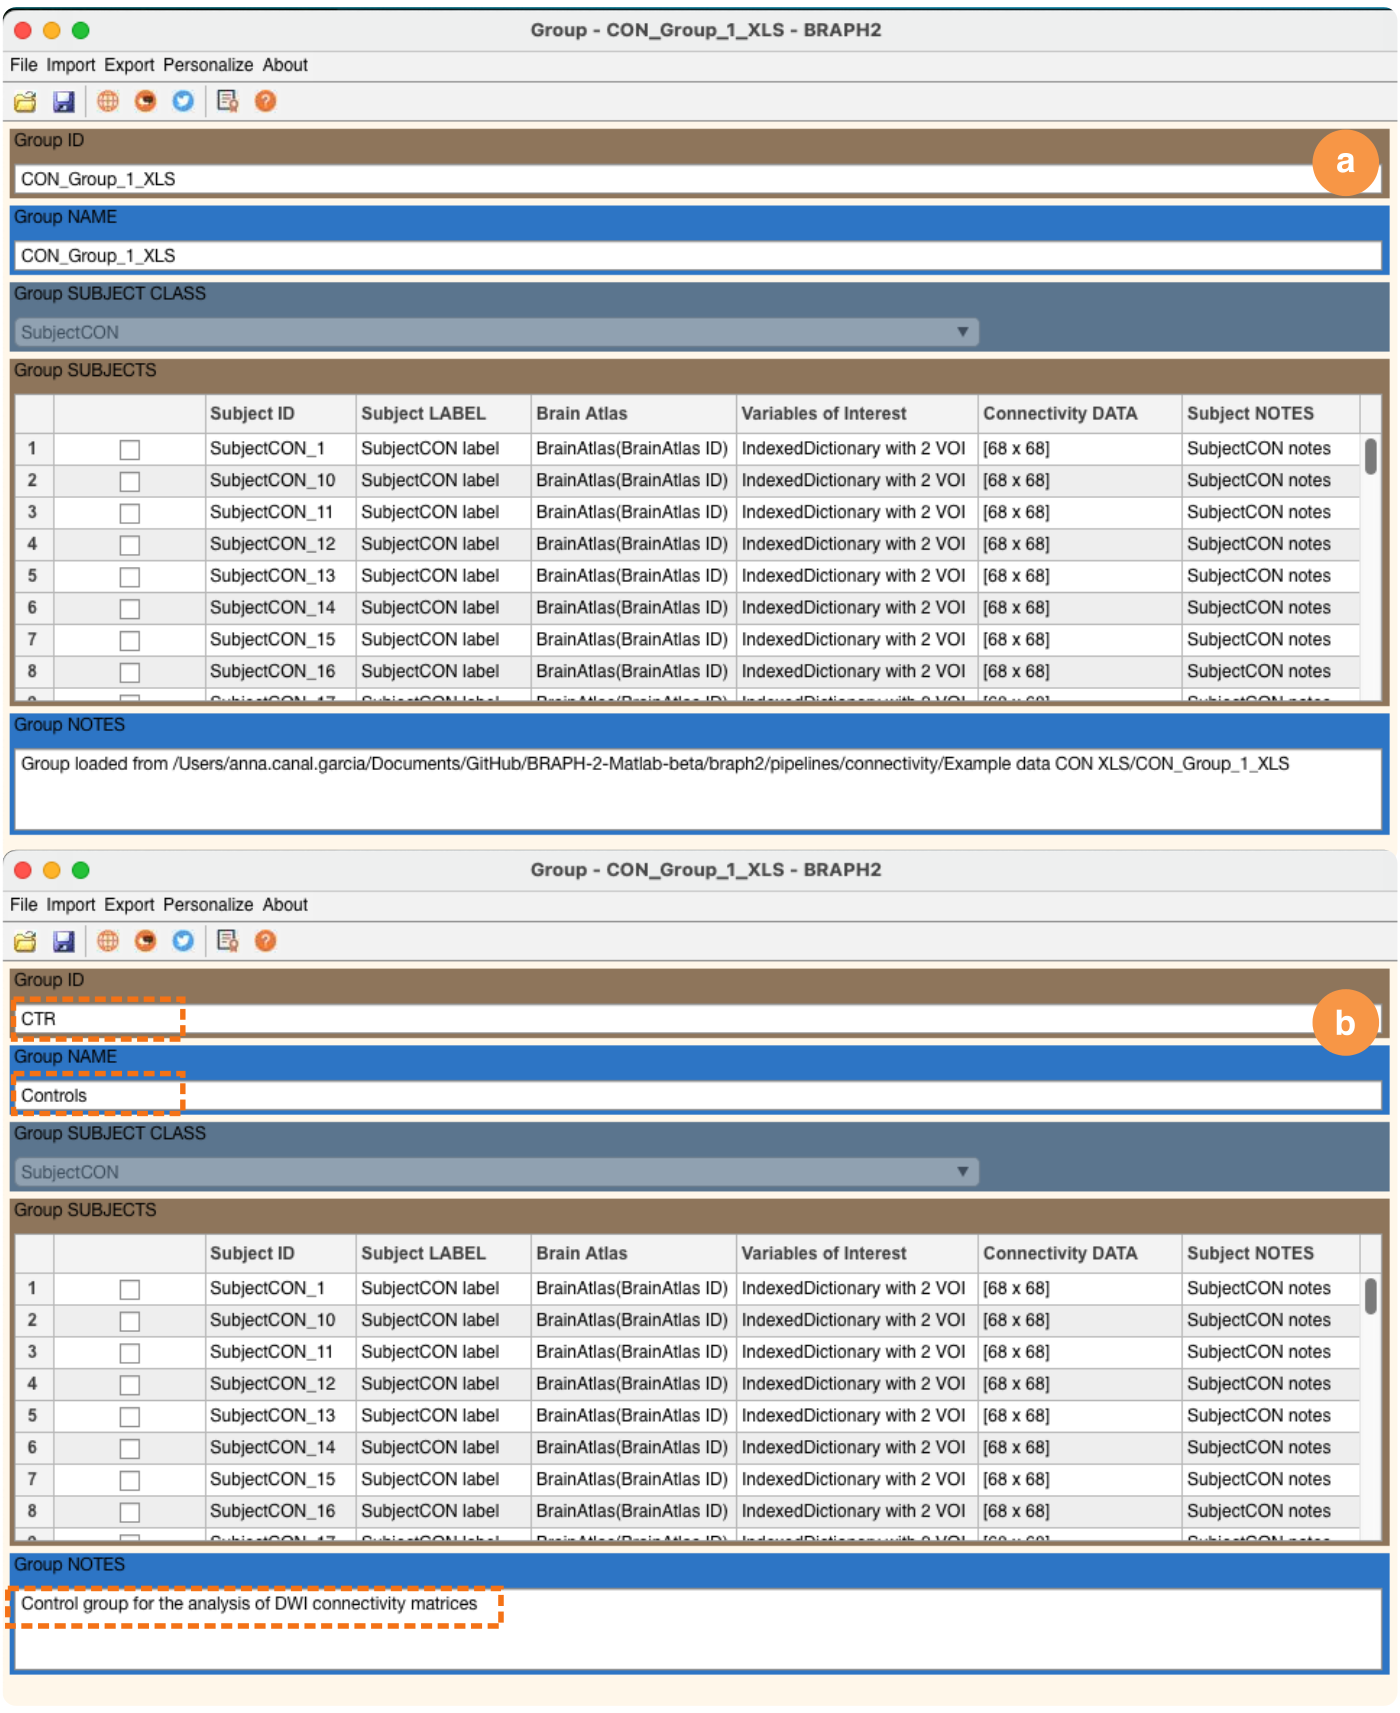 Group - CON_Group_1_XLS - BRAPH2
File Import Export Personalize About
Group ID
a
CON_Group_1_XLS
Group NAME
CON_Group_1_XLS
Group SUBJECT CLASS
SubjectCON
Group SUBJECTS
Subject ID Subject LABEL Brain Atlas Variables of Interest Connectivity DATA Subject NOTES
1 SubjectCON_1 SubjectCON label BrainAtlas(BrainAtlas ID) IndexedDictionary with 2 VOI [68 x 68] SubjectCON notes
2 SubjectCON_10 SubjectCON label BrainAtlas(BrainAtlas ID) IndexedDictionary with 2 VOI [68 x 68] SubjectCON notes
3 SubjectCON_11 SubjectCON label BrainAtlas(BrainAtlas ID) IndexedDictionary with 2 VOI [68 x 68] SubjectCON notes
4 SubjectCON_12 SubjectCON label BrainAtlas(BrainAtlas ID) IndexedDictionary with 2 VOI [68 x 68] SubjectCON notes
5 SubjectCON_13 SubjectCON label BrainAtlas(BrainAtlas ID) IndexedDictionary with 2 VOI [68 x 68] SubjectCON notes
6 SubjectCON_14 SubjectCON label BrainAtlas(BrainAtlas ID) IndexedDictionary with 2 VOI [68 x 68] SubjectCON notes
7 SubjectCON_15 SubjectCON label BrainAtlas(BrainAtlas ID) IndexedDictionary with 2 VOI [68 x 68] SubjectCON notes
8 SubjectCON_16 SubjectCON label BrainAtlas(BrainAtlas ID) IndexedDictionary with 2 VOI [68 x 68] SubjectCON notes
Group NOTES
Group loaded from /Users/anna.canal.garcia/Documents/GitHub/BRAPH-2-Matlab-beta/braph2/pipelines/connectivity/Example data CON XLS/CON_Group_1_XLS
Group - CON_Group_1_XLS - BRAPH2
File Import Export Personalize About
Group ID
CTR
b
Group NAME
Controls
Group SUBJECT CLASS
SubjectCON
Group SUBJECTS
Subject ID Subject LABEL Brain Atlas Variables of Interest Connectivity DATA Subject NOTES
1 SubjectCON_1 SubjectCON label BrainAtlas(BrainAtlas ID) IndexedDictionary with 2 VOI [68 x 68] SubjectCON notes
2 SubjectCON_10 SubjectCON label BrainAtlas(BrainAtlas ID) IndexedDictionary with 2 VOI [68 x 68] SubjectCON notes
3 SubjectCON_11 SubjectCON label BrainAtlas(BrainAtlas ID) IndexedDictionary with 2 VOI [68 x 68] SubjectCON notes
4 SubjectCON_12 SubjectCON label BrainAtlas(BrainAtlas ID) IndexedDictionary with 2 VOI [68 x 68] SubjectCON notes
5 SubjectCON_13 SubjectCON label BrainAtlas(BrainAtlas ID) IndexedDictionary with 2 VOI [68 x 68] SubjectCON notes
6 SubjectCON_14 SubjectCON label BrainAtlas(BrainAtlas ID) IndexedDictionary with 2 VOI [68 x 68] SubjectCON notes
7 SubjectCON_15 SubjectCON label BrainAtlas(BrainAtlas ID) IndexedDictionary with 2 VOI [68 x 68] SubjectCON notes
8 SubjectCON_16 SubjectCON label BrainAtlas(BrainAtlas ID) IndexedDictionary with 2 VOI [68 x 68] SubjectCON notes
Group NOTES
Control group for the analysis of DWI connectivity matrices